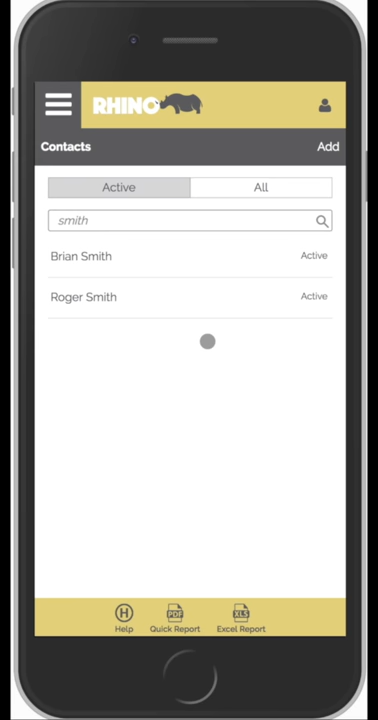 RHINO
Contacts Add
Active All
smith
Brian Smith Active
Roger Smith Active
H PDF XLS
Help Quick Report Excel Report